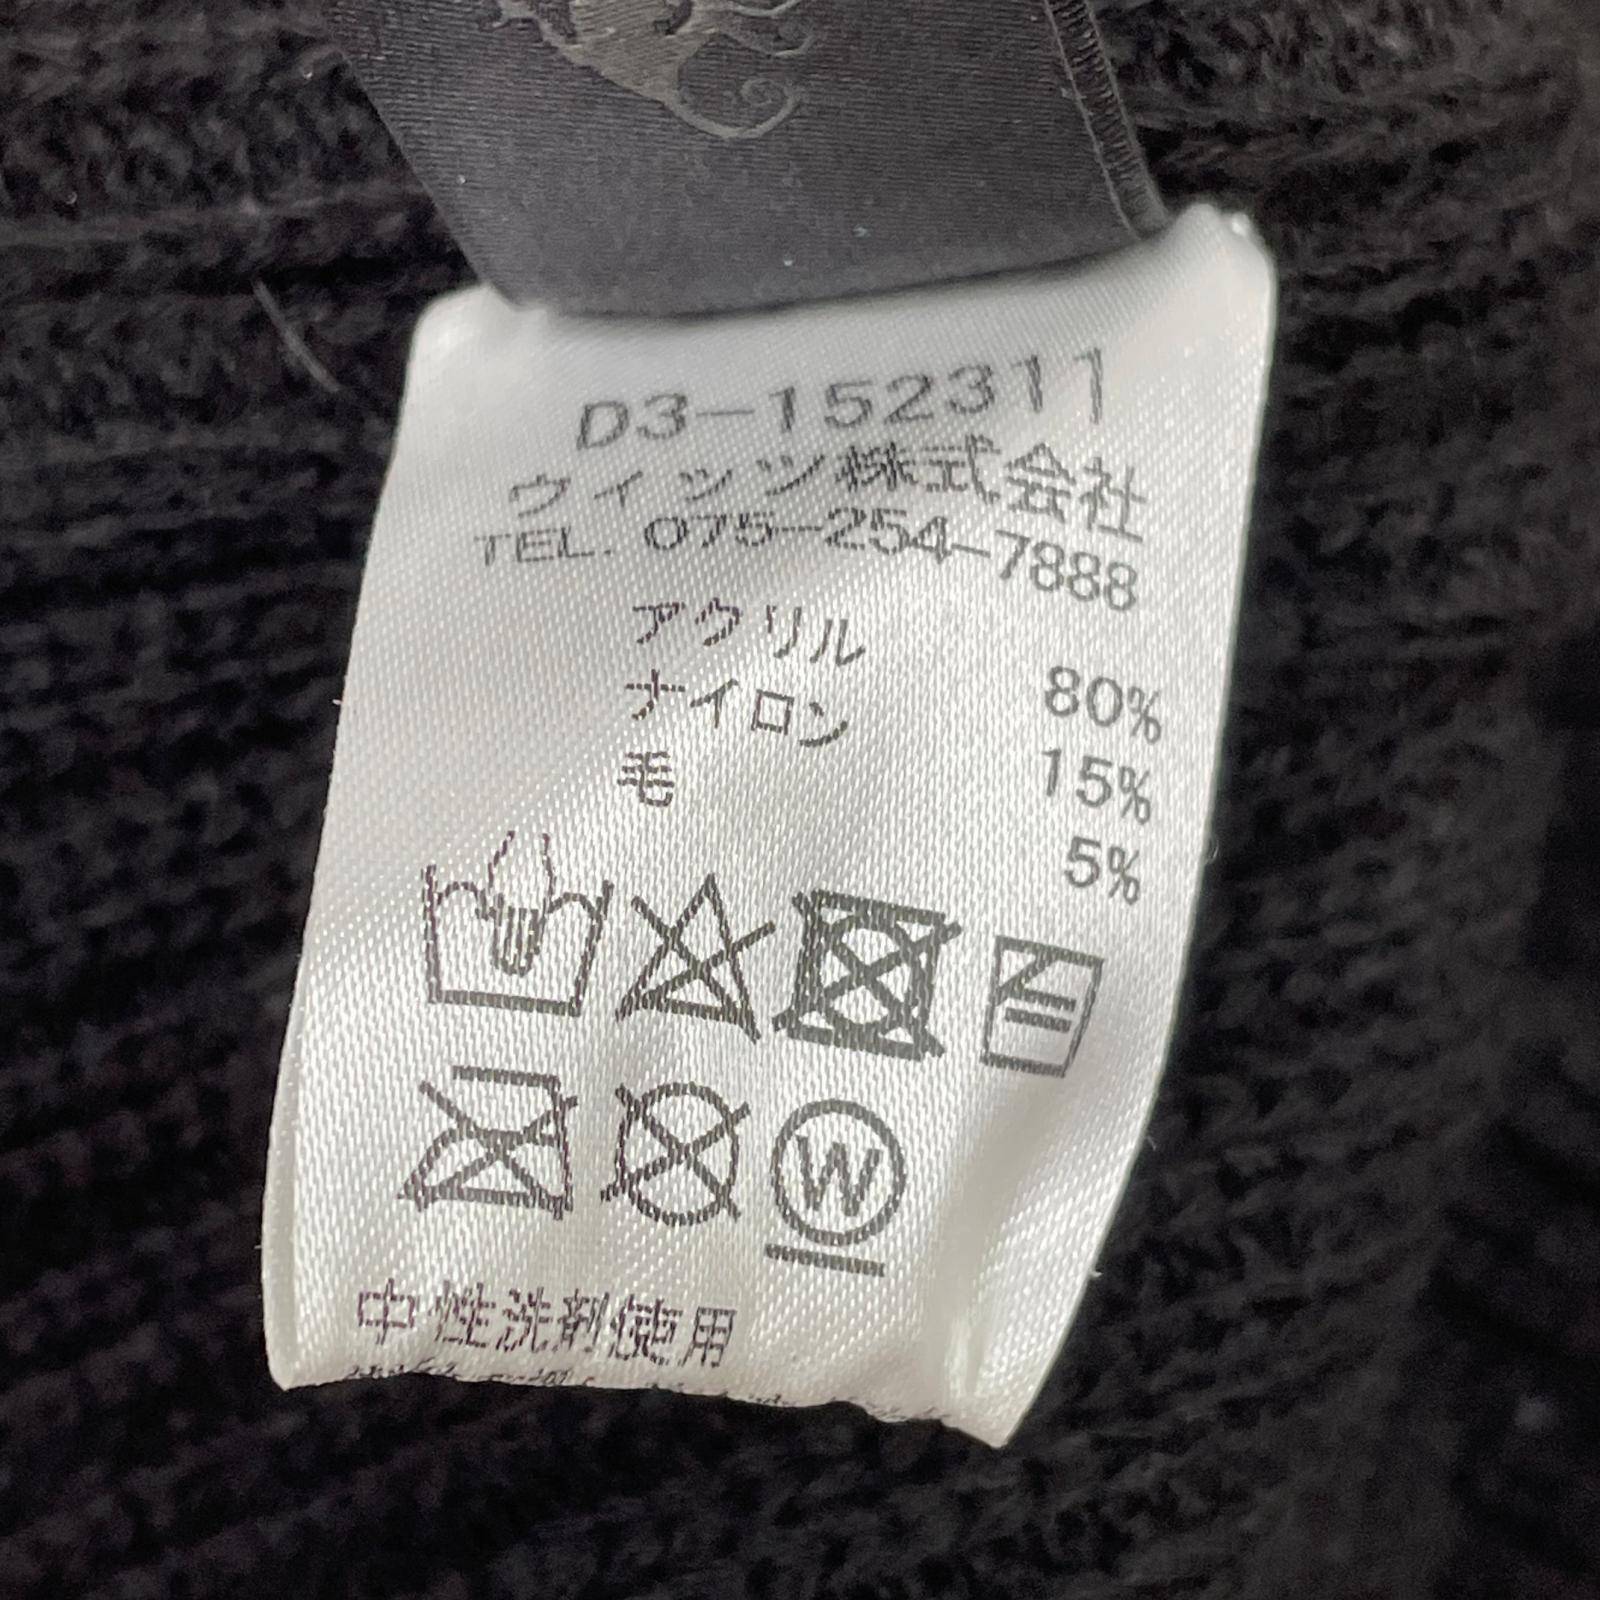 D3-152311
ウィッツ株式会社
TEL. 075-254-7888
アクリル 80%
ナイロン 15%
毛 5%
W
中性洗剤使用